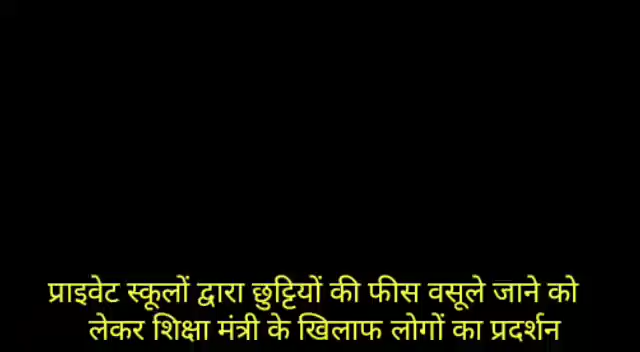 प्राइवेट स्कूलों द्वारा छुट्टियों की फीस वसूले जाने को
लेकर शिक्षा मंत्री के खिलाफ लोगों का प्रदर्शन